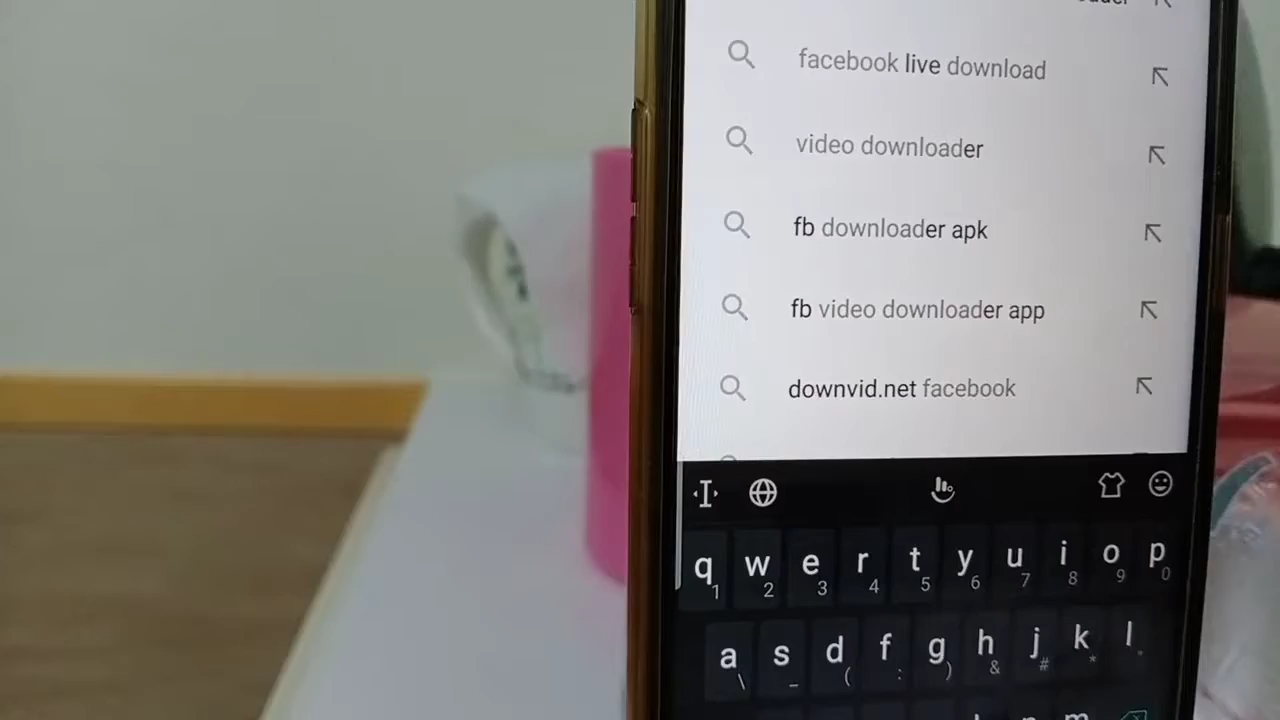 facebook live download
video downloader
fb downloader apk
fb video downloader app
downvid.net facebook
q w e r t y u i o p
1 2 3 4 5 6 7 8 9 0
a s d f g h j k l
\ _ ( : ) & # *